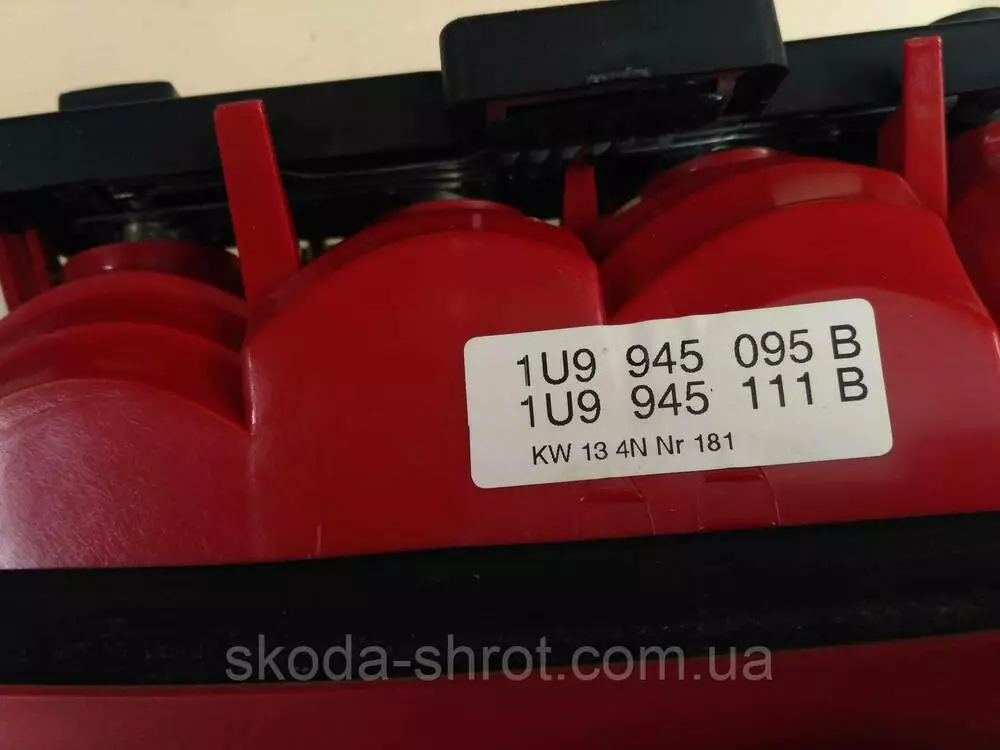 1U9 945 095 B
1U9 945 111 B
KW 13 4N Nr 181
skoda-shrot.com.ua